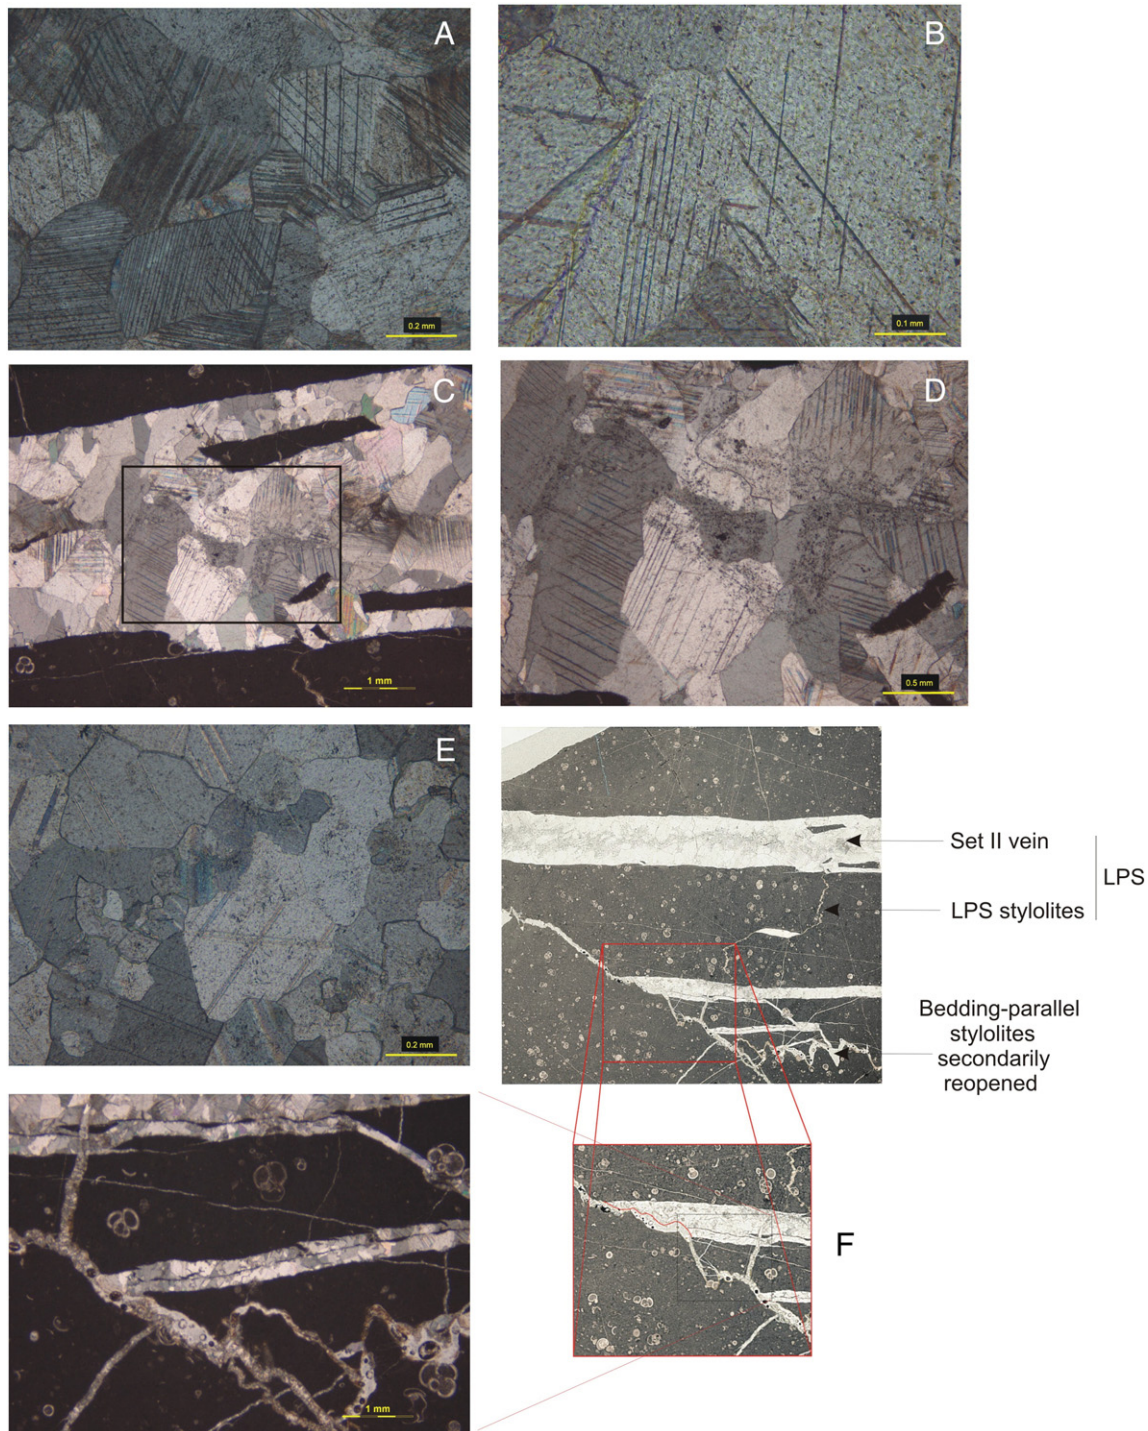 A
B
0.2 mm
0.1 mm
C
D
1 mm
0.5 mm
E
0.2 mm
Set II vein
LPS
LPS stylolites
Bedding-parallel
stylolites
secondarily
reopened
F
1 mm